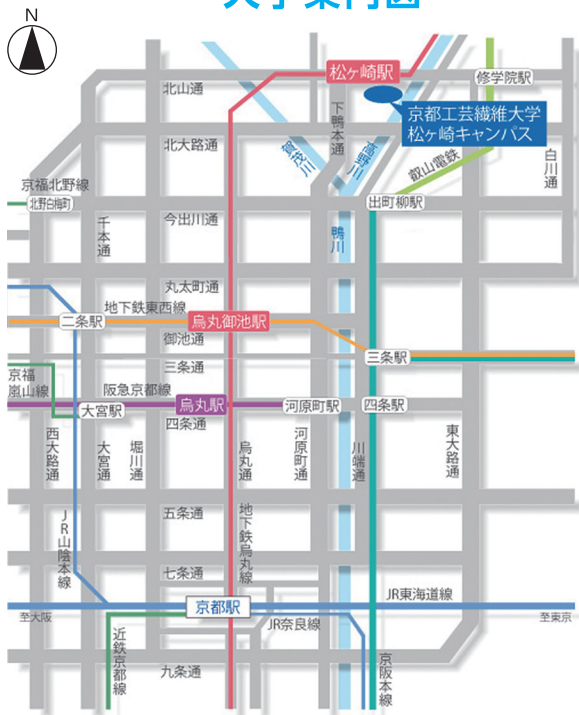 大学案内図
N
松ヶ崎駅
修学院駅
北山通
京都工芸繊維大学
松ヶ崎キャンパス
下鴨本通
北大路通
賀茂川
高野川
叡山電鉄
白川通
京福北野線
北野白梅町
出町柳駅
千本通
今出川通
鴨川
丸太町通
地下鉄東西線
二条駅
烏丸御池駅
御池通
三条駅
三条通
京福
嵐山線
阪急京都線
大宮駅
烏丸駅
河原町駅
四条駅
四条通
西大路通
大宮通
堀川通
烏丸通
河原町通
川端通
東大路通
五条通
JR山陰本線
地下鉄烏丸線
七条通
京都駅
JR東海道線
至大阪
至東京
JR奈良線
近鉄京都線
九条通
京阪本線